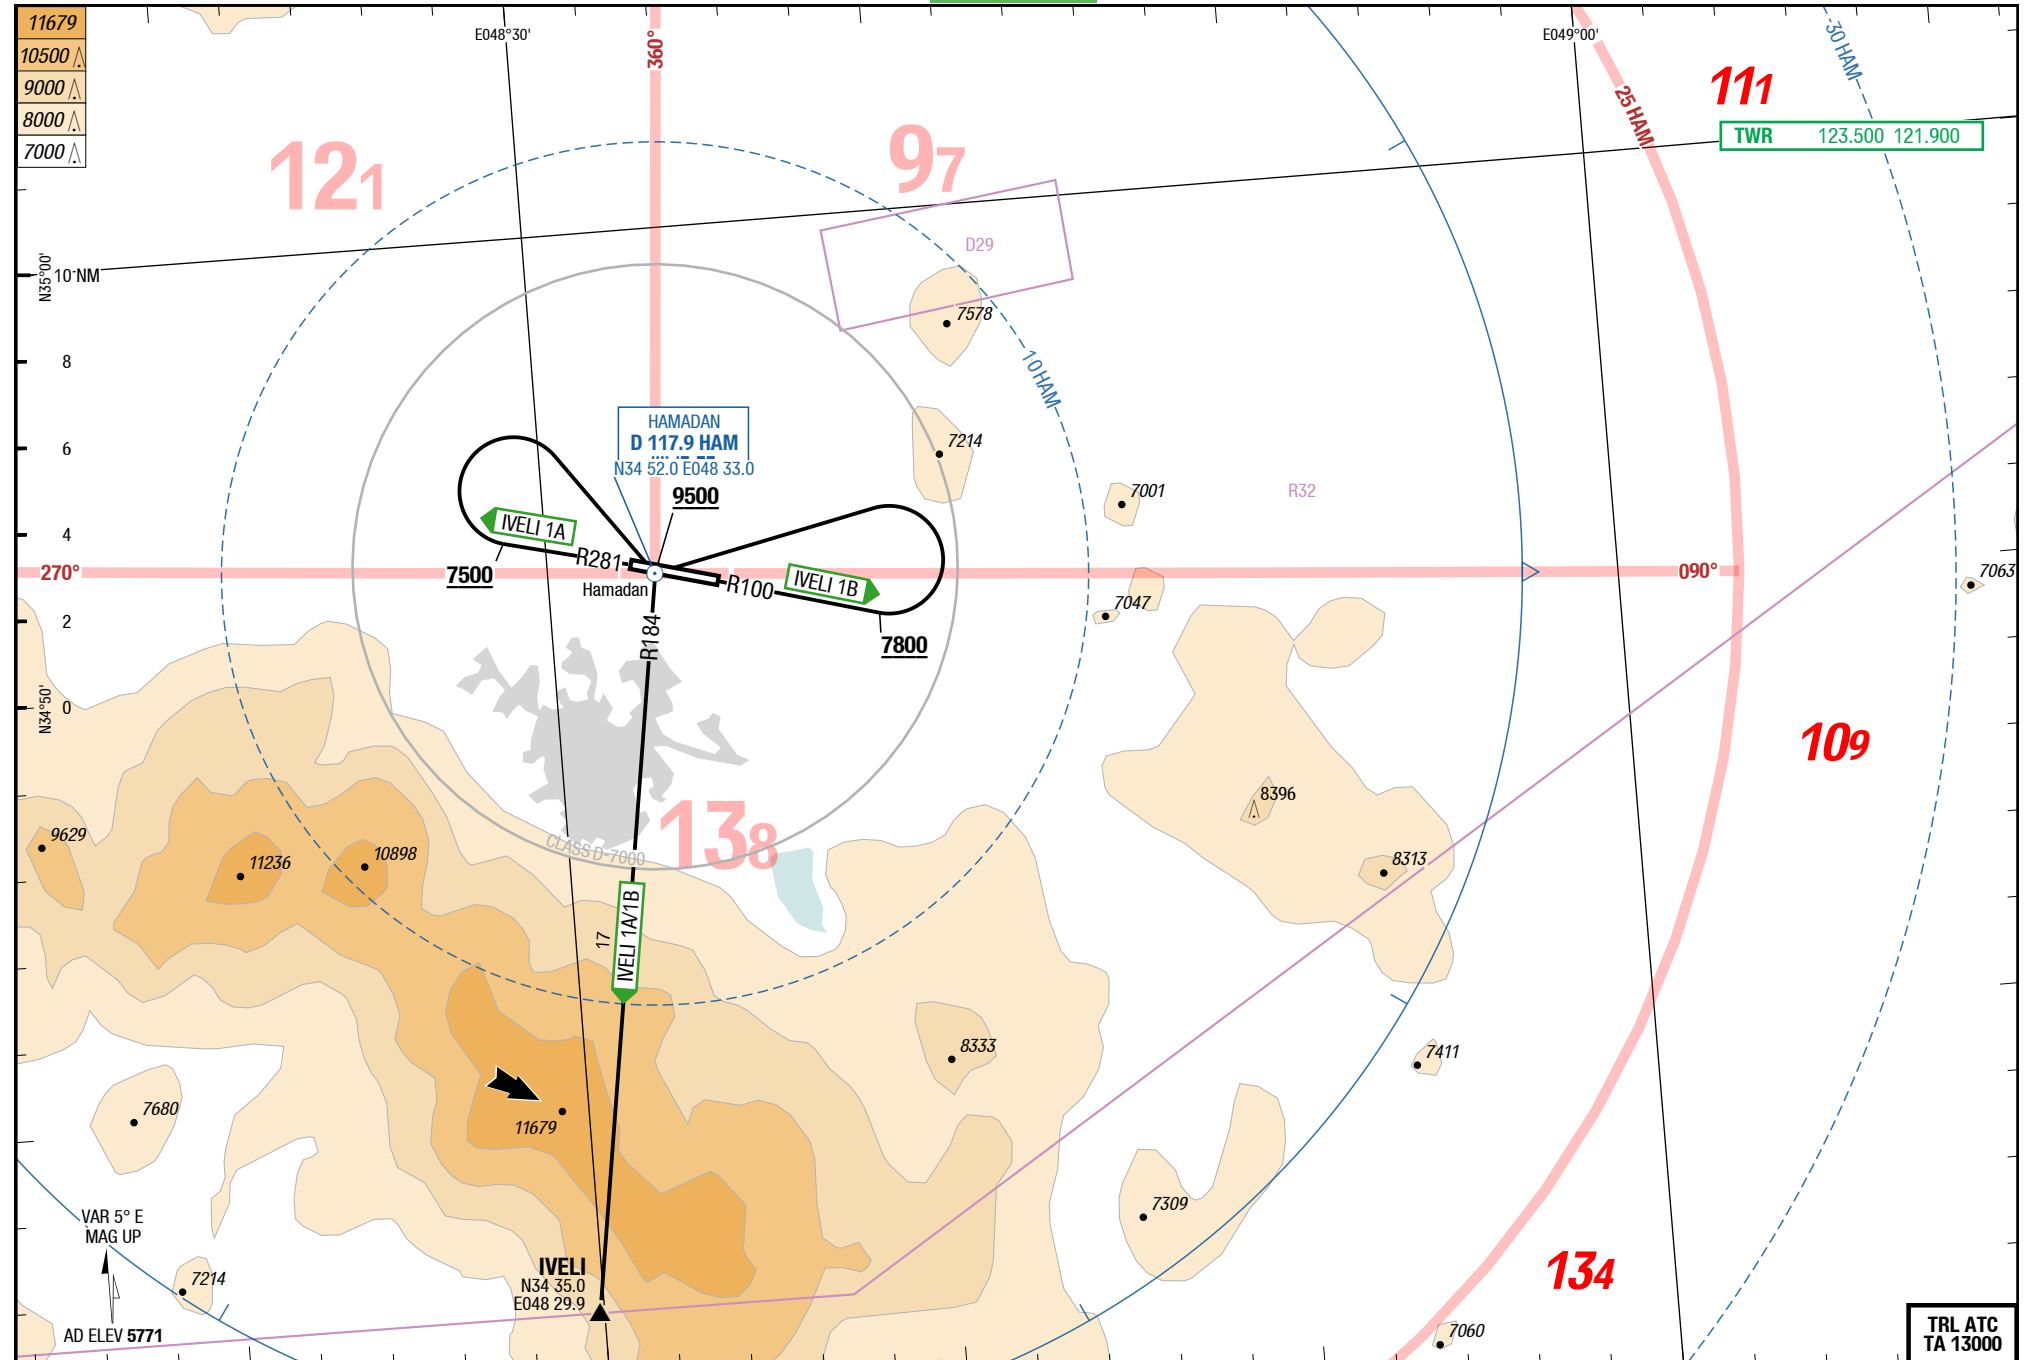 11679
10500
9000
8000
7000
E048°30'
360°
E049°00'
30 HAM
25 HAM
111
TWR 123.500 121.900
121
97
D29
N35°00'
10 NM
7578
8
10 HAM
HAMADAN
D 117.9 HAM
N34 52.0 E048 33.0
9500
6
7214
7001
R32
4
IVELI 1A
R281
7500
270°
Hamadan
R100
IVELI 1B
090°
7063
7047
2
R184
7800
N34°50'
0
109
8396
9629
11236
10898
138
CLASS D-7000
8313
17
IVELI 1A/1B
8333
7411
7680
11679
7309
VAR 5° E
MAG UP
7214
IVELI
N34 35.0
E048 29.9
134
AD ELEV 5771
7060
TRL ATC
TA 13000